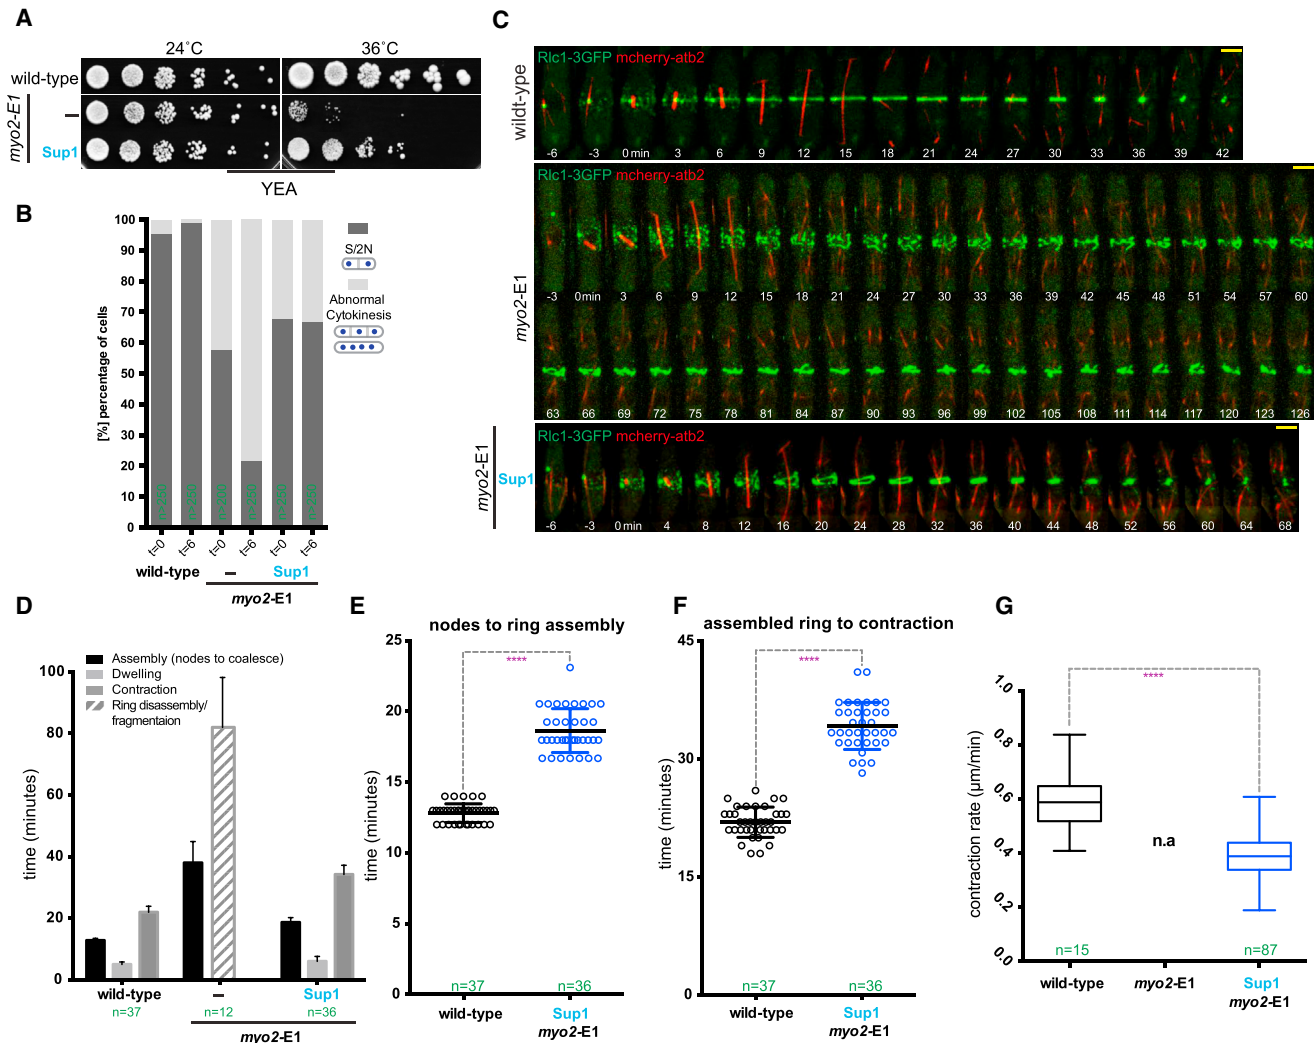 A
24°C
36°C
wild-type
myo2-E1
–
Sup1
YEA
B
[%] percentage of cells
100
90
80
70
60
50
40
30
20
10
0
n>250
n>250
n>200
n>250
n>250
n>250
t=0
t=6
t=0
t=6
t=0
t=6
wild-type
–
Sup1
myo2-E1
S/2N
Abnormal
Cytokinesis
C
wildt-ype
Rlc1-3GFP mcherry-atb2
-6 -3 0 min 3 6 9 12 15 18 21 24 27 30 33 36 39 42
myo2-E1
Rlc1-3GFP mcherry-atb2
-3 0min 3 6 9 12 15 18 21 24 27 30 33 36 39 42 45 48 51 54 57 60
63 66 69 72 75 78 81 84 87 90 93 96 99 102 105 108 111 114 117 120 123 126
myo2-E1
Sup1
Rlc1-3GFP mcherry-atb2
-6 -3 0 min 4 8 12 16 20 24 28 32 36 40 44 48 52 56 60 64 68
D
Assembly (nodes to coalesce)
Dwelling
Contraction
Ring disassembly/
fragmentaion
time (minutes)
100
80
60
40
20
0
wild-type
–
Sup1
n=37
n=12
n=36
myo2-E1
E
nodes to ring assembly
time (minutes)
25
20
15
10
5
0
****
n=37
n=36
wild-type
Sup1
myo2-E1
F
assembled ring to contraction
time (minutes)
45
33
15
0
****
n=37
n=36
wild-type
Sup1
myo2-E1
G
contraction rate (µm/min)
1.0
0.8
0.6
0.4
0.2
0.0
****
n.a
n=15
n=87
wild-type
myo2-E1
Sup1
myo2-E1